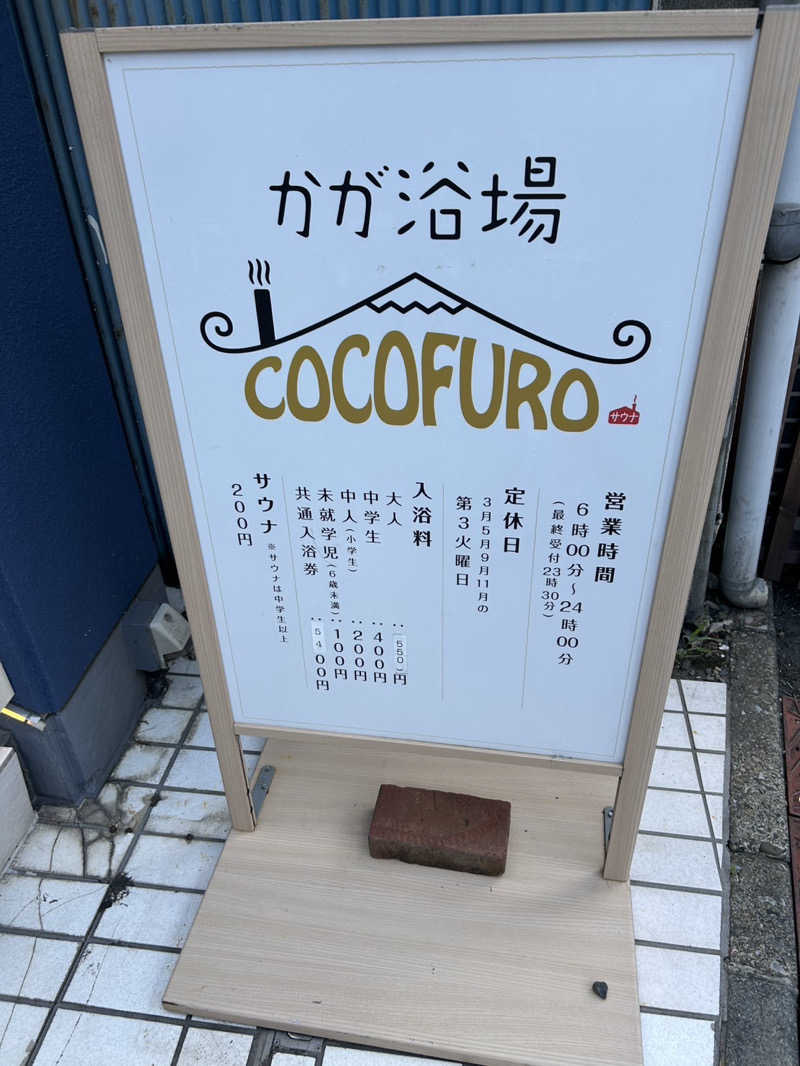 かが浴場
COCOFURO
サウナ
営業時間
6時00分〜24時00分
(最終受付23時30分)
定休日
3月5月9月11月の
第3火曜日
入浴料
大人 : 550円
中学生 : 400円
中人(小学生) : 200円
未就学児(6歳未満) : 100円
共通入浴券 : 5400円
サウナ ※サウナは中学生以上
200円